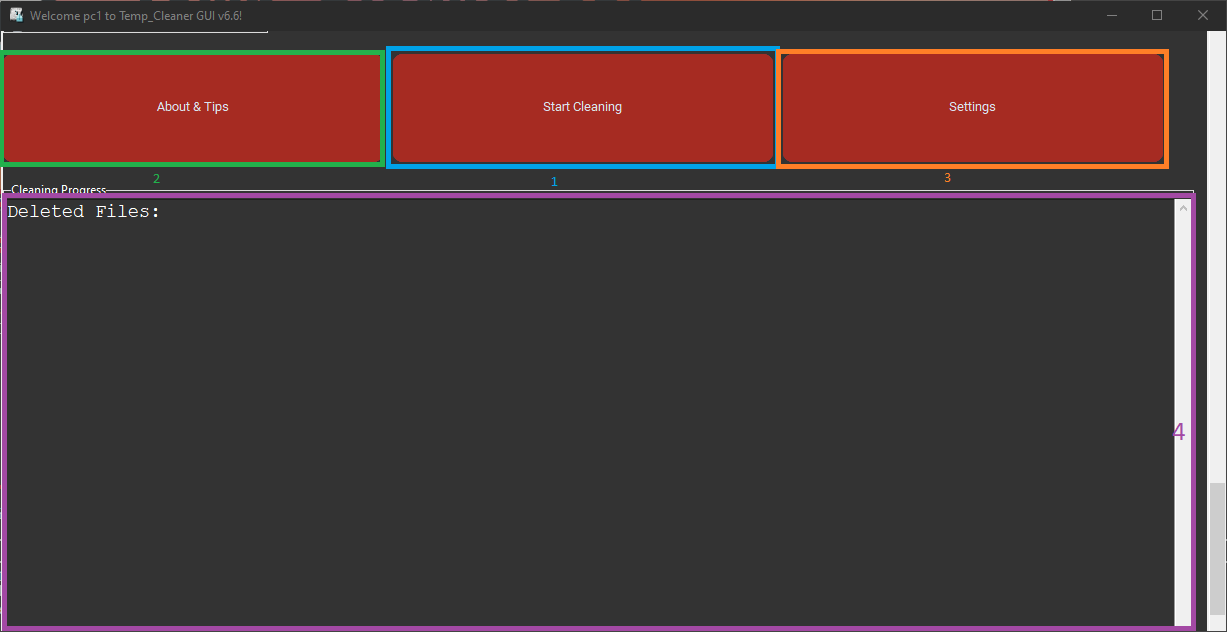 Welcome pc1 to Temp_Cleaner GUI v6.6!
About & Tips
Start Cleaning
Settings
2
1
3
Cleaning Progress
Deleted Files:
4